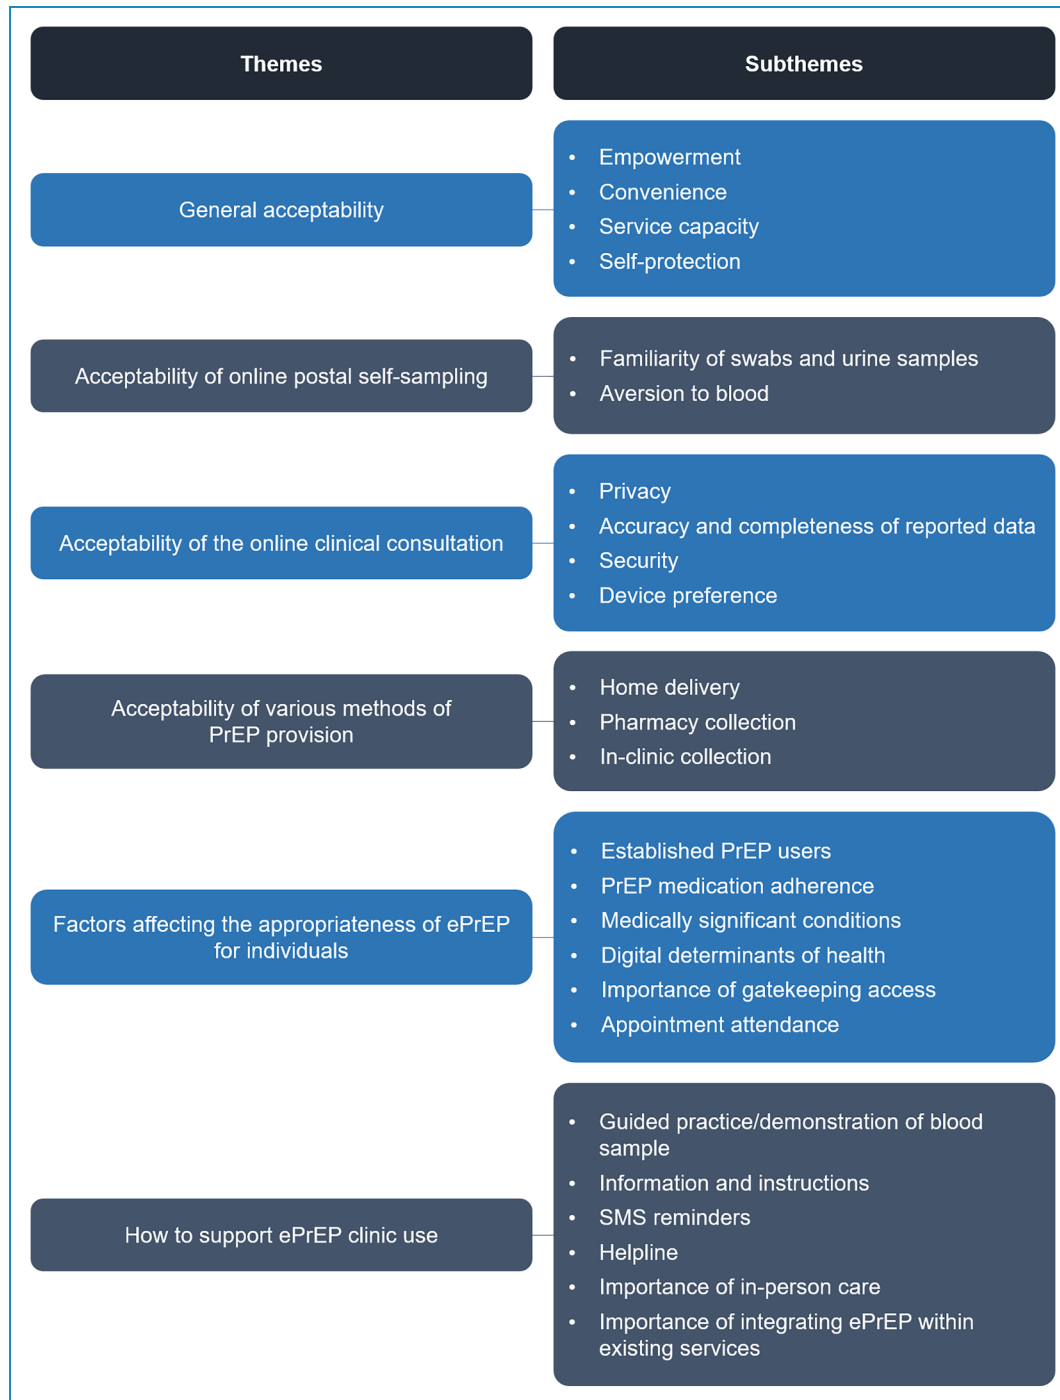 Themes
Subthemes
General acceptability
• Empowerment
• Convenience
• Service capacity
• Self-protection
Acceptability of online postal self-sampling
• Familiarity of swabs and urine samples
• Aversion to blood
Acceptability of the online clinical consultation
• Privacy
• Accuracy and completeness of reported data
• Security
• Device preference
Acceptability of various methods of
PrEP provision
• Home delivery
• Pharmacy collection
• In-clinic collection
Factors affecting the appropriateness of ePrEP
for individuals
• Established PrEP users
• PrEP medication adherence
• Medically significant conditions
• Digital determinants of health
• Importance of gatekeeping access
• Appointment attendance
How to support ePrEP clinic use
• Guided practice/demonstration of blood
sample
• Information and instructions
• SMS reminders
• Helpline
• Importance of in-person care
• Importance of integrating ePrEP within
existing services